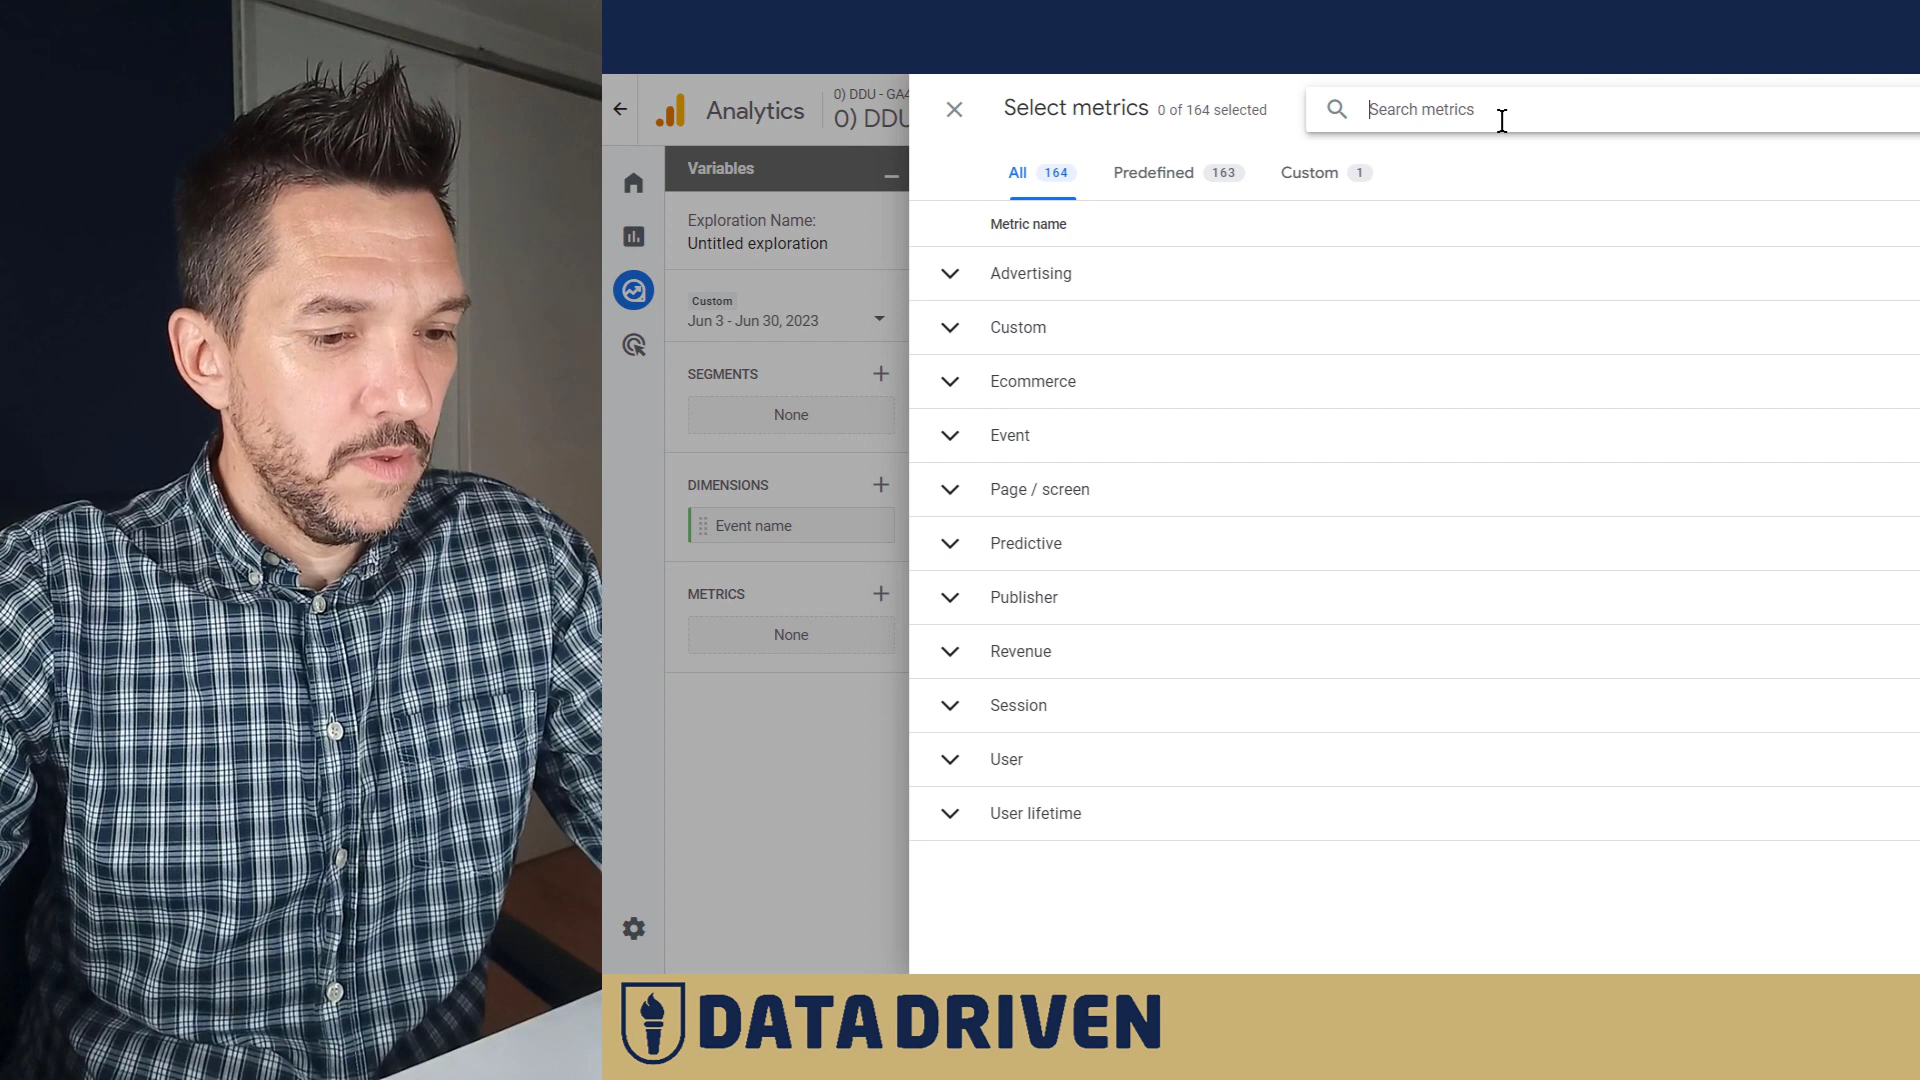 Analytics
0) DDU - GA4
0) DDU
Select metrics 0 of 164 selected
Search metrics
Variables
Exploration Name:
Untitled exploration
Custom
Jun 3 - Jun 30, 2023
SEGMENTS
None
DIMENSIONS
Event name
METRICS
None
All 164 Predefined 163 Custom 1
Metric name
Advertising
Custom
Ecommerce
Event
Page / screen
Predictive
Publisher
Revenue
Session
User
User lifetime
DATA DRIVEN